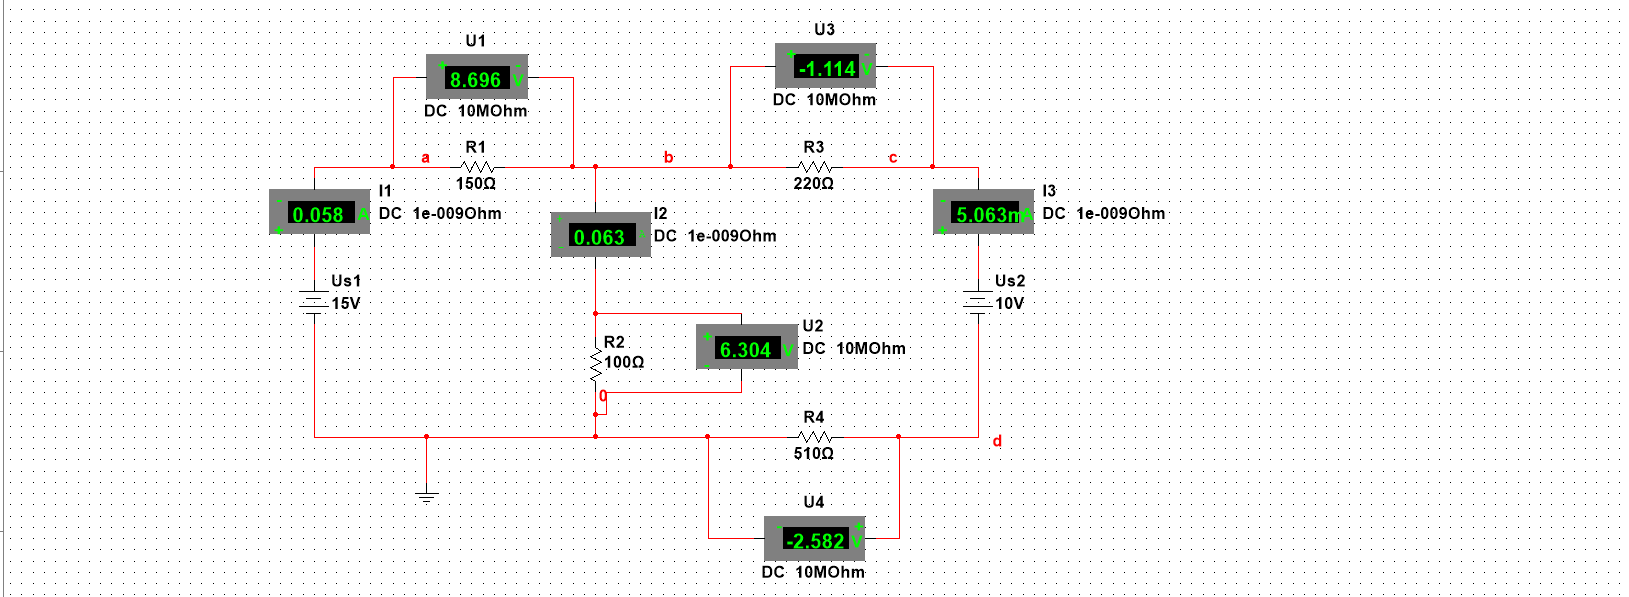 U3
U1
+ -
-1.114 V
+ -
8.696 V
DC 10MOhm
DC 10MOhm
R1
R3
a
b
c
150Ω
220Ω
-
I1
0.058 A
DC 1e-009Ohm
+
+
I2
0.063 A
DC 1e-009Ohm
-
-
I3
5.063mA
DC 1e-009Ohm
+
Us1
15V
Us2
10V
U2
+
6.304 V
DC 10MOhm
-
R2
100Ω
0
R4
510Ω
d
U4
- +
-2.582 V
DC 10MOhm